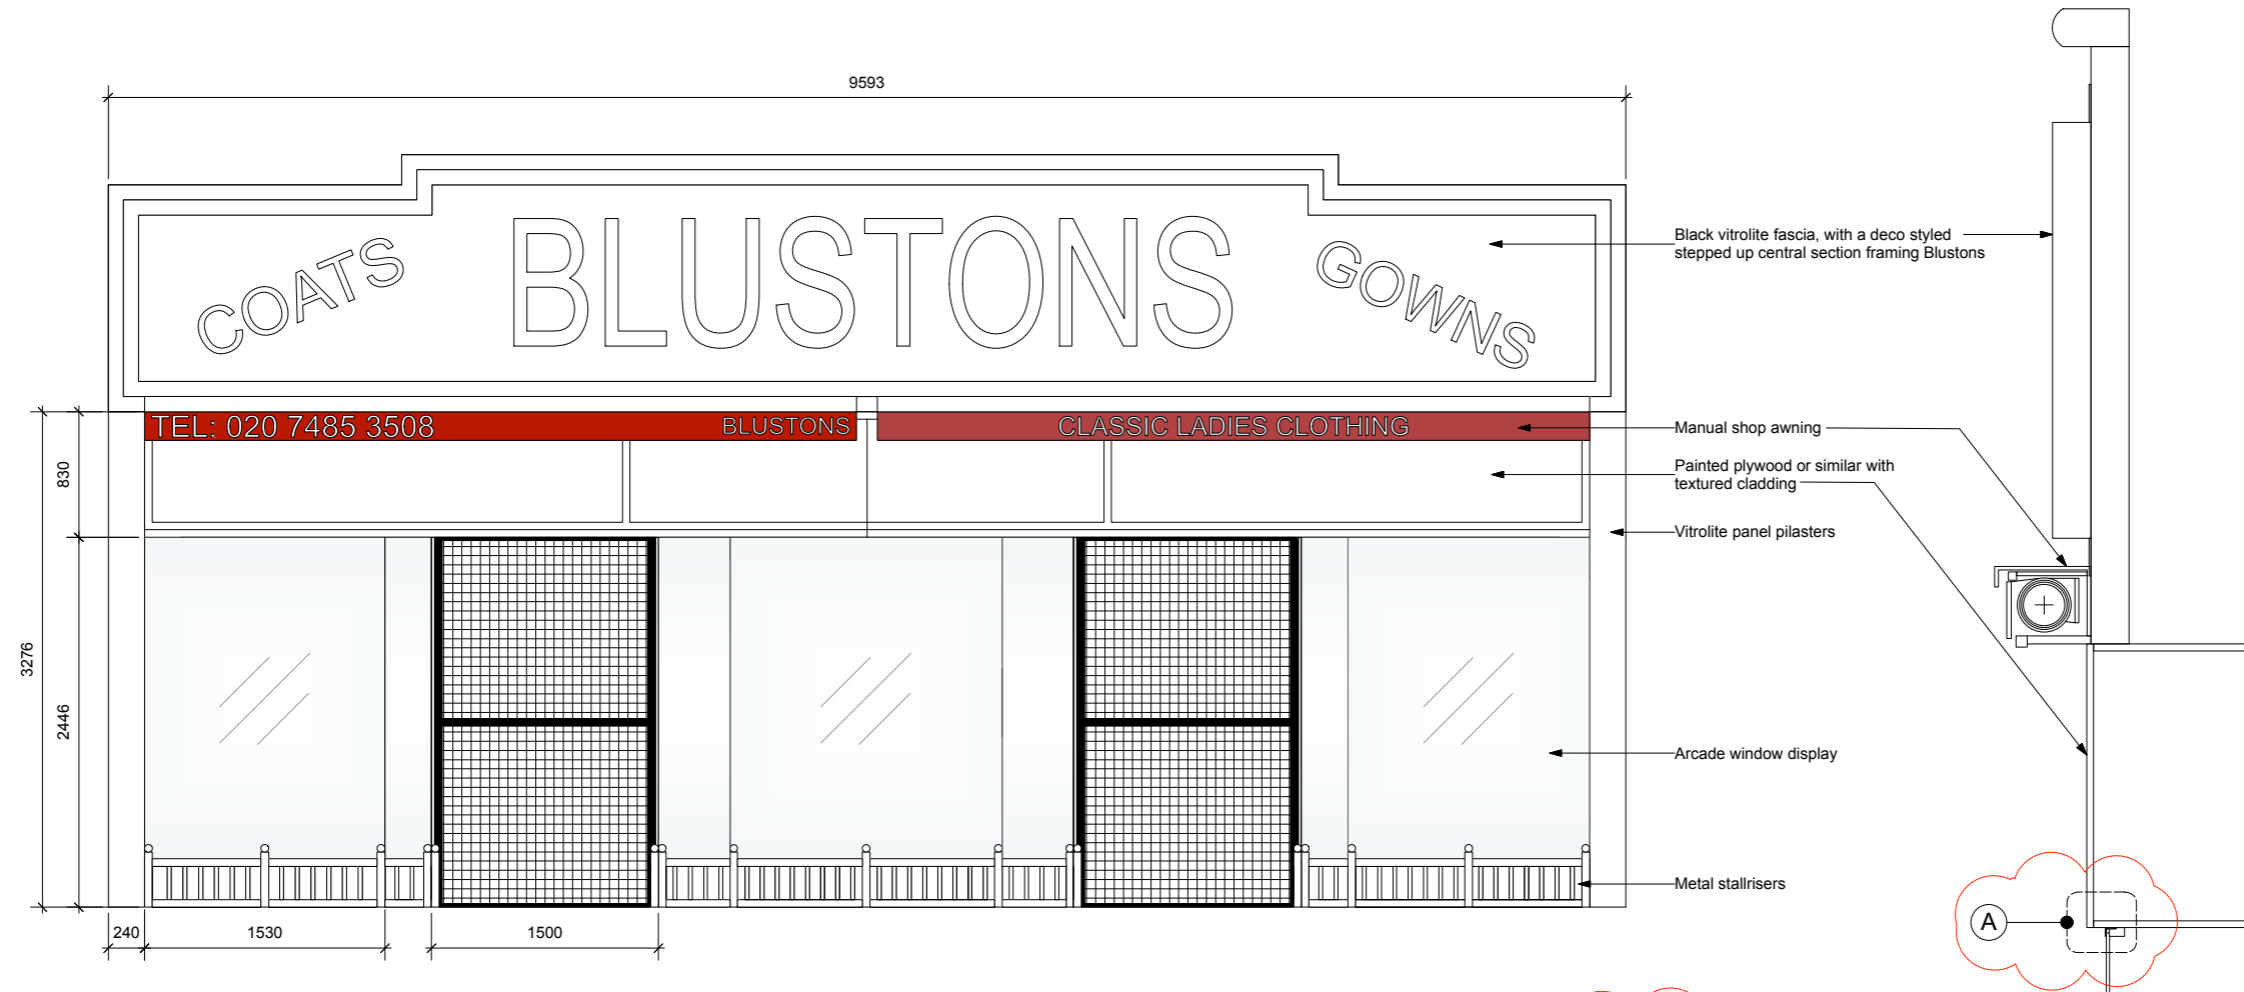 9593
COATS
BLUSTONS
GOWNS
Black vitrolite fascia, with a deco styled
stepped up central section framing Blustons
TEL: 020 7485 3508
BLUSTONS
CLASSIC LADIES CLOTHING
Manual shop awning
830
Painted plywood or similar with
textured cladding
Vitrolite panel pilasters
3276
2446
Arcade window display
Metal stallrisers
A
240
1530
1500